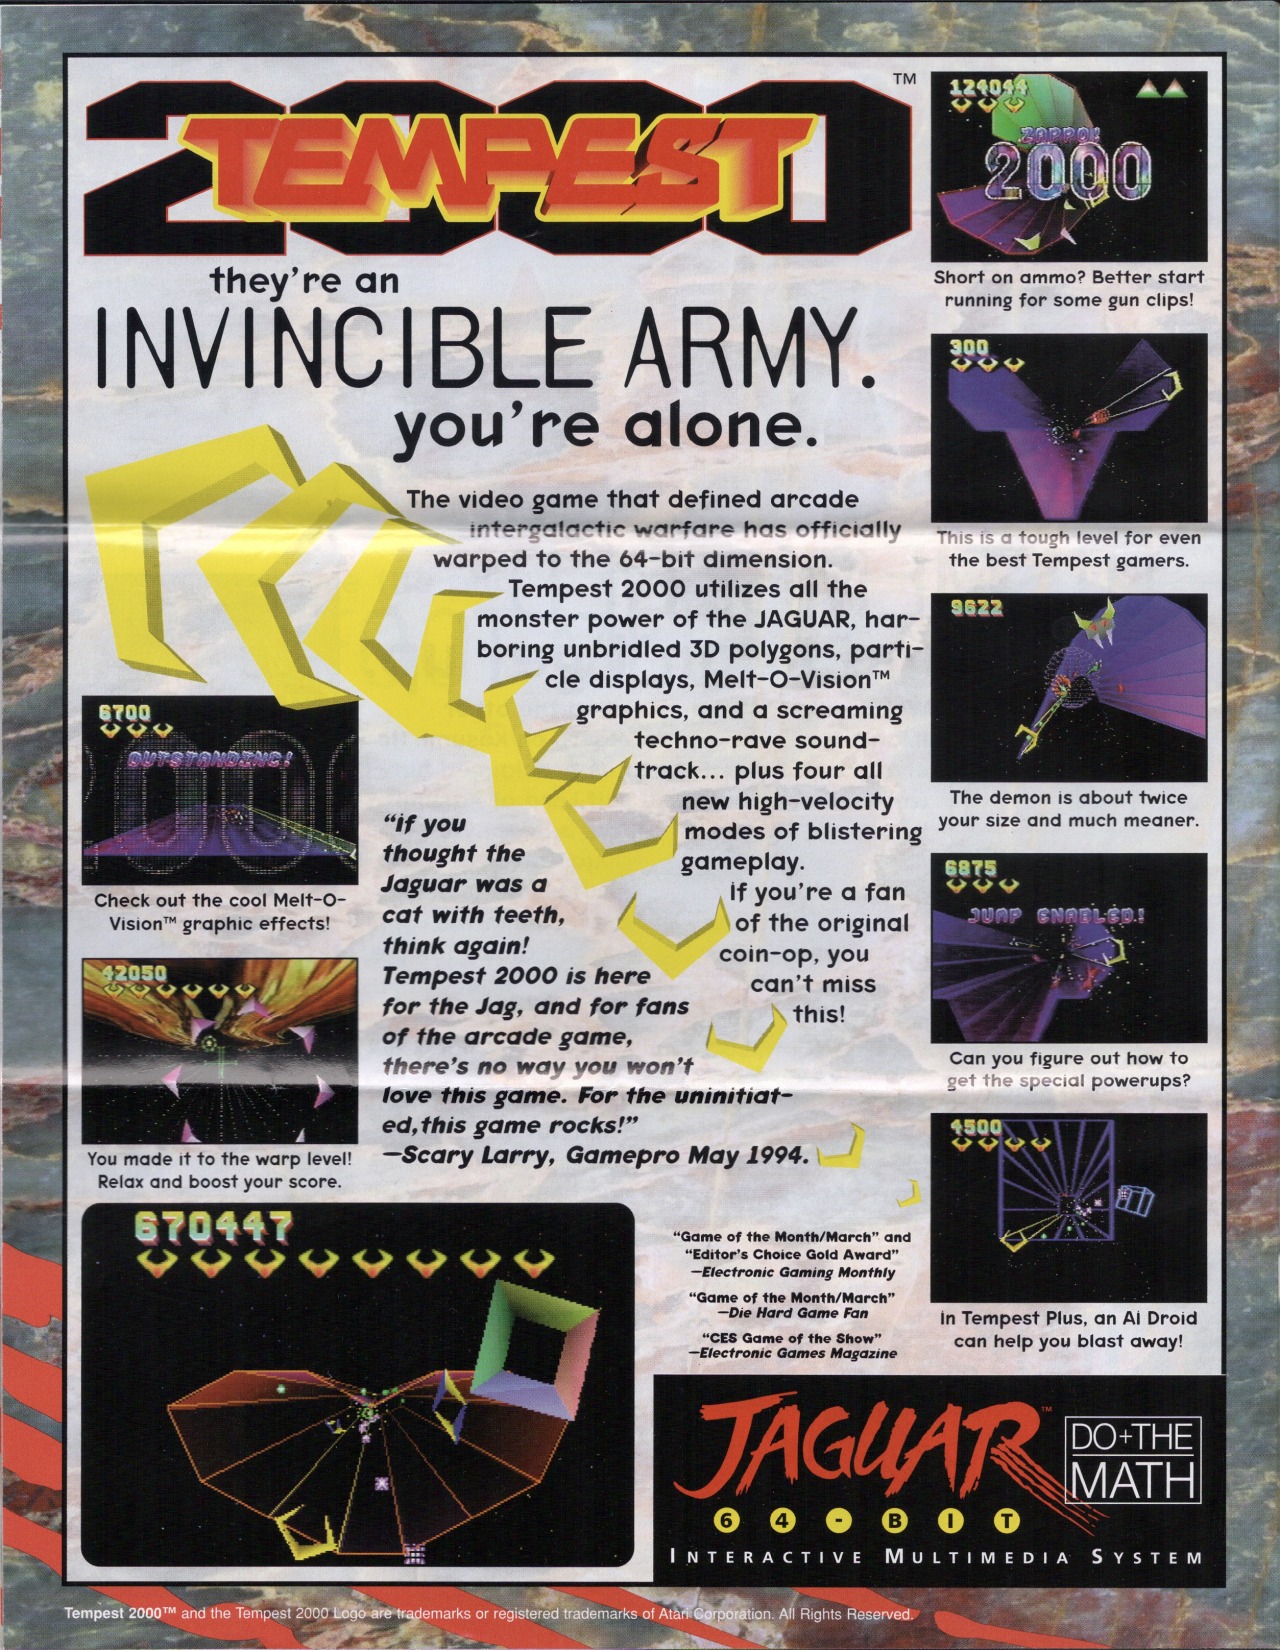 2000
TEMPEST
TM
they're an
INVINCIBLE ARMY.
you're alone.
The video game that defined arcade
intergalactic warfare has officially
warped to the 64-bit dimension.
Tempest 2000 utilizes all the
monster power of the JAGUAR, har-
boring unbridled 3D polygons, parti-
cle displays, Melt-O-Vision™
graphics, and a screaming
techno-rave sound-
track... plus four all
new high-velocity
modes of blistering
gameplay.
If you're a fan
of the original
coin-op, you
can't miss
this!
6700
OUTSTANDING!
Check out the cool Melt-O-
Vision™ graphic effects!
42050
You made it to the warp level!
Relax and boost your score.
"if you
thought the
Jaguar was a
cat with teeth,
think again!
Tempest 2000 is here
for the Jag, and for fans
of the arcade game,
there's no way you won't
love this game. For the uninitiat-
ed, this game rocks!"
—Scary Larry, Gamepro May 1994.
670447
"Game of the Month/March" and
"Editor's Choice Gold Award"
—Electronic Gaming Monthly
"Game of the Month/March"
—Die Hard Game Fan
"CES Game of the Show"
—Electronic Games Magazine
124044
ZAPPO!
2000
Short on ammo? Better start
running for some gun clips!
300
This is a tough level for even
the best Tempest gamers.
9622
The demon is about twice
your size and much meaner.
6875
JUMP ENABLED!
Can you figure out how to
get the special powerups?
4500
In Tempest Plus, an AI Droid
can help you blast away!
JAGUAR™
64-BIT
INTERACTIVE MULTIMEDIA SYSTEM
DO+THE
MATH
Tempest 2000™ and the Tempest 2000 Logo are trademarks or registered trademarks of Atari Corporation. All Rights Reserved.